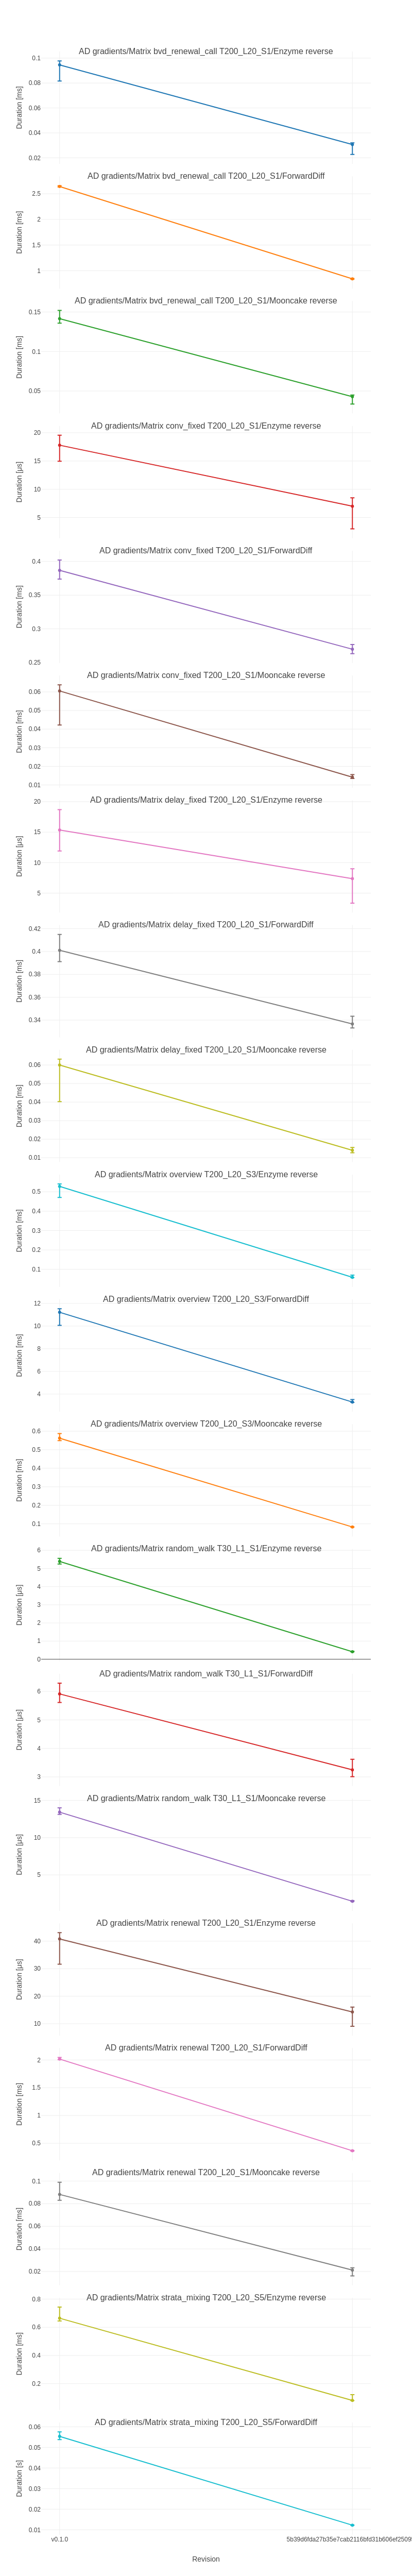 AD gradients/Matrix bvd_renewal_call T200_L20_S1/Enzyme reverse
0.1
0.08
0.06
0.04
0.02
Duration [ms]
AD gradients/Matrix bvd_renewal_call T200_L20_S1/ForwardDiff
2.5
2
1.5
1
Duration [ms]
AD gradients/Matrix bvd_renewal_call T200_L20_S1/Mooncake reverse
0.15
0.1
0.05
Duration [ms]
AD gradients/Matrix conv_fixed T200_L20_S1/Enzyme reverse
20
15
10
5
Duration [μs]
AD gradients/Matrix conv_fixed T200_L20_S1/ForwardDiff
0.4
0.35
0.3
0.25
Duration [ms]
AD gradients/Matrix conv_fixed T200_L20_S1/Mooncake reverse
0.06
0.05
0.04
0.03
0.02
0.01
Duration [ms]
AD gradients/Matrix delay_fixed T200_L20_S1/Enzyme reverse
20
15
10
5
Duration [μs]
AD gradients/Matrix delay_fixed T200_L20_S1/ForwardDiff
0.42
0.4
0.38
0.36
0.34
Duration [ms]
AD gradients/Matrix delay_fixed T200_L20_S1/Mooncake reverse
0.06
0.05
0.04
0.03
0.02
0.01
Duration [ms]
AD gradients/Matrix overview T200_L20_S3/Enzyme reverse
0.5
0.4
0.3
0.2
0.1
Duration [ms]
AD gradients/Matrix overview T200_L20_S3/ForwardDiff
12
10
8
6
4
Duration [ms]
AD gradients/Matrix overview T200_L20_S3/Mooncake reverse
0.6
0.5
0.4
0.3
0.2
0.1
Duration [ms]
AD gradients/Matrix random_walk T30_L1_S1/Enzyme reverse
6
5
4
3
2
1
0
Duration [μs]
AD gradients/Matrix random_walk T30_L1_S1/ForwardDiff
6
5
4
3
Duration [μs]
AD gradients/Matrix random_walk T30_L1_S1/Mooncake reverse
15
10
5
Duration [μs]
AD gradients/Matrix renewal T200_L20_S1/Enzyme reverse
40
30
20
10
Duration [μs]
AD gradients/Matrix renewal T200_L20_S1/ForwardDiff
2
1.5
1
0.5
Duration [ms]
AD gradients/Matrix renewal T200_L20_S1/Mooncake reverse
0.1
0.08
0.06
0.04
0.02
Duration [ms]
AD gradients/Matrix strata_mixing T200_L20_S5/Enzyme reverse
0.8
0.6
0.4
0.2
Duration [ms]
AD gradients/Matrix strata_mixing T200_L20_S5/ForwardDiff
0.06
0.05
0.04
0.03
0.02
0.01
Duration [s]
v0.1.0
5b39d6fda27b35e7cab2116bfd31b606ef2509
Revision